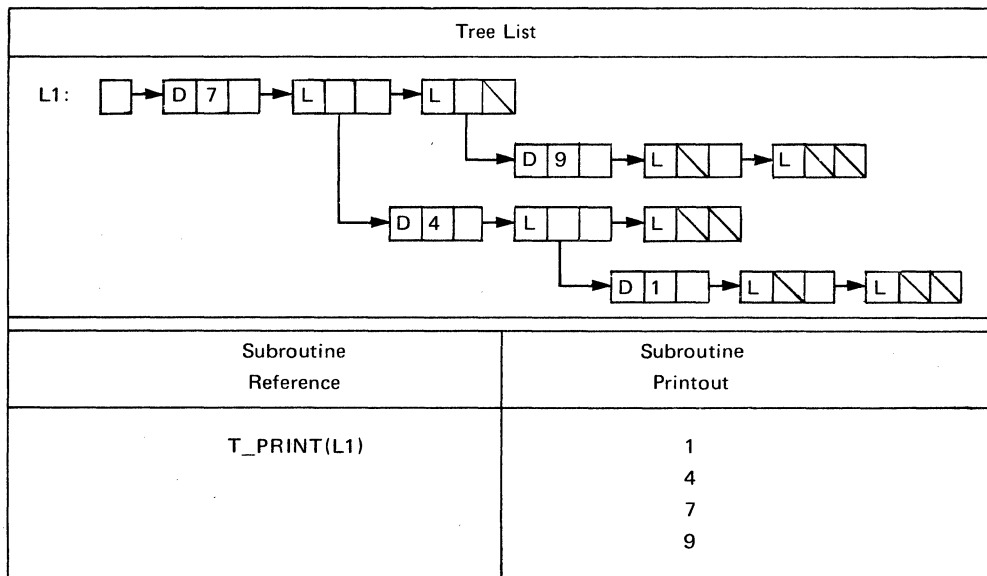 Tree List
L1: D 7 L L
D 9 L L
D 4 L L
D 1 L L
Subroutine Reference
Subroutine Printout
T_PRINT(L1)
1
4
7
9